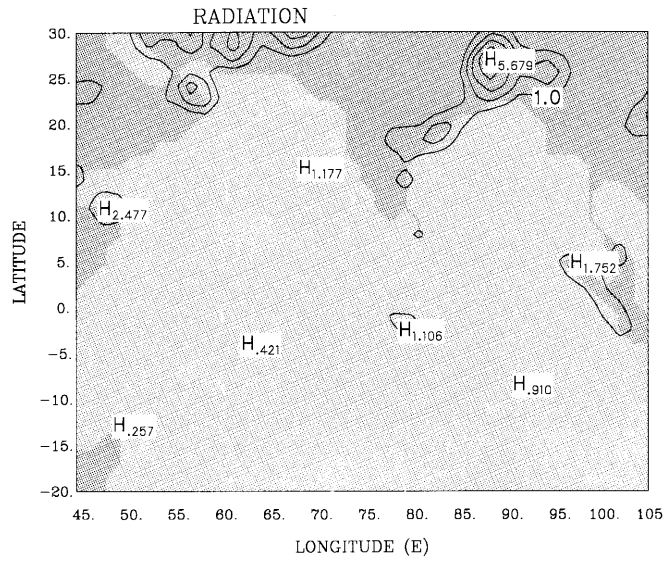 RADIATION
30.
25.
20.
15.
10.
5.
0.
−5.
−10.
−15.
−20.
LATITUDE
H5.679
1.0
H1.177
H2.477
H1.752
H1.106
H.421
H.910
H.257
45. 50. 55. 60. 65. 70. 75. 80. 85. 90. 95. 100. 105
LONGITUDE (E)